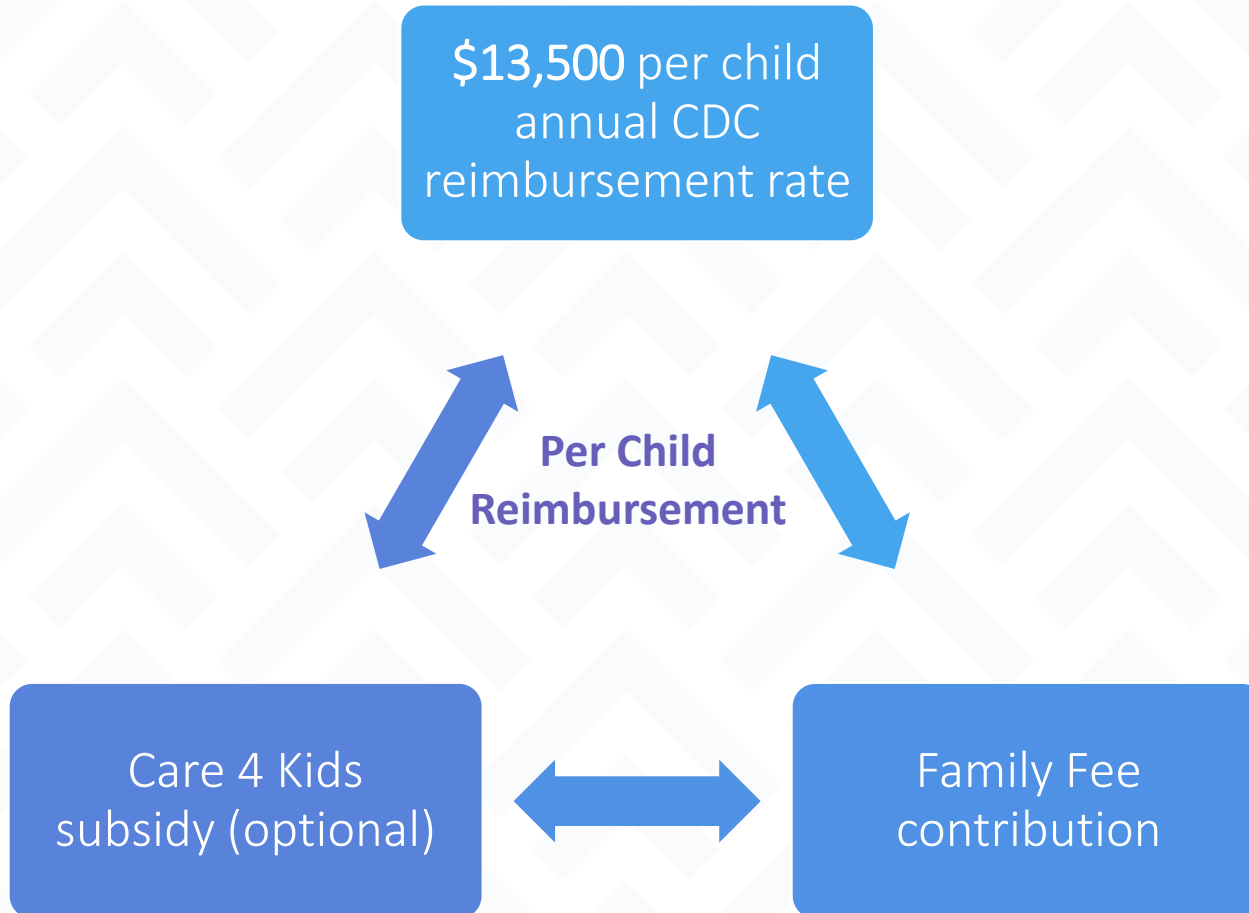 $13,500 per child
annual CDC
reimbursement rate
Per Child
Reimbursement
Care 4 Kids
subsidy (optional)
Family Fee
contribution